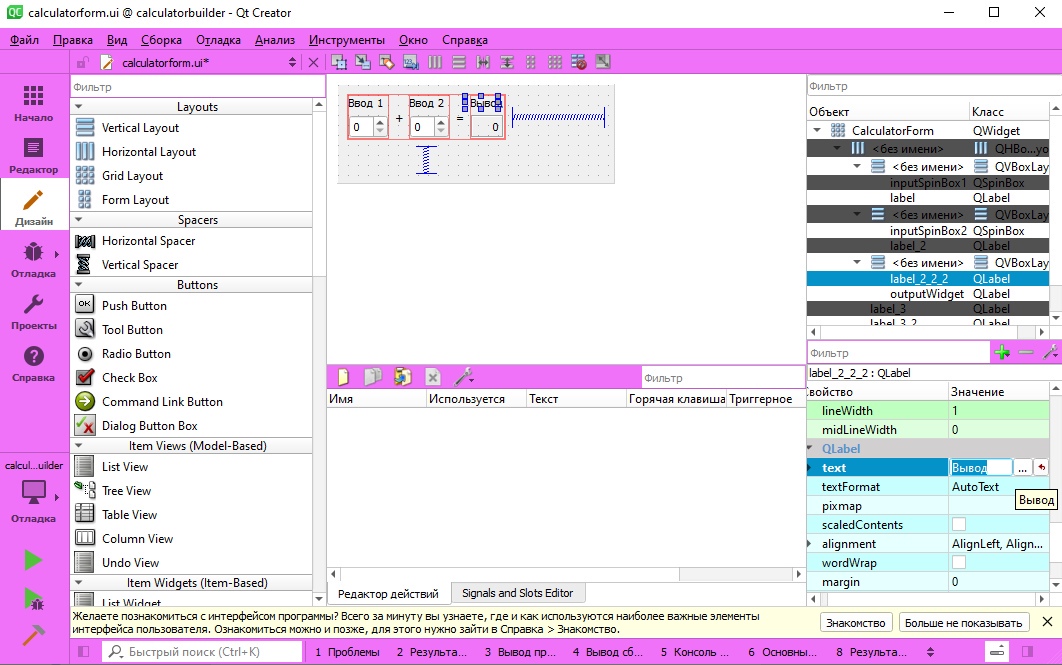 QC calculatorform.ui @ calculatorbuilder - Qt Creator
Файл Правка Вид Сборка Отладка Анализ Инструменты Окно Справка
calculatorform.ui*
Начало
Редактор
Дизайн
Отладка
Проекты
Справка
calcul...uilder
Отладка
Фильтр
Layouts
Vertical Layout
Horizontal Layout
Grid Layout
Form Layout
Spacers
Horizontal Spacer
Vertical Spacer
Buttons
OK Push Button
Tool Button
Radio Button
Check Box
Command Link Button
Dialog Button Box
Item Views (Model-Based)
List View
Tree View
Table View
Column View
Undo View
Item Widgets (Item-Based)
List Widget
Ввод 1 Ввод 2 Вывод
0 + 0 = 0
Фильтр
Имя Используется Текст Горячая клавиша Триггерное
Редактор действий Signals and Slots Editor
Фильтр
Объект Класс
CalculatorForm QWidget
<без имени> QHBo...yo
<без имени> QVBoxLay
inputSpinBox1 QSpinBox
label QLabel
<без имени> QVBoxLay
inputSpinBox2 QSpinBox
label_2 QLabel
<без имени> QVBoxLay
label_2_2_2 QLabel
outputWidget QLabel
label_3 QLabel
label_3_2 QLabel
Фильтр
label_2_2_2 : QLabel
войство Значение
lineWidth 1
midLineWidth 0
QLabel
text Вывод ...
textFormat AutoText
Вывод
pixmap
scaledContents
alignment AlignLeft, Align...
wordWrap
margin 0
Желаете познакомиться с интерфейсом программы? Всего за минуту вы узнаете, где и как используются наиболее важные элементы
интерфейса пользователя. Ознакомиться можно и позже, для этого нужно зайти в Справка > Знакомство.
Знакомство Больше не показывать
Быстрый поиск (Ctrl+K) 1 Проблемы 2 Результа... 3 Вывод пр... 4 Вывод сб... 5 Консоль ... 6 Основны... 8 Результа...